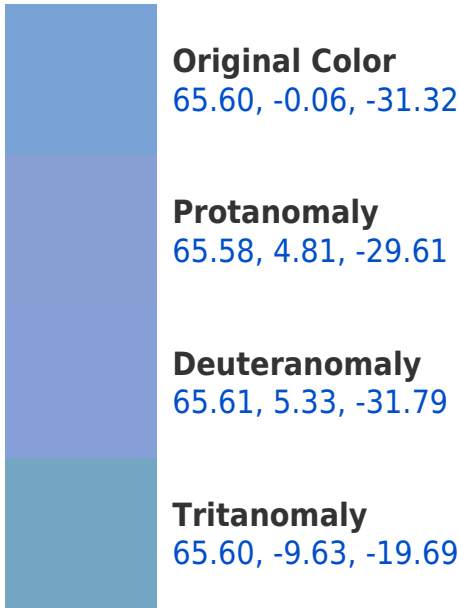 Original Color
65.60, -0.06, -31.32
Protanomaly
65.58, 4.81, -29.61
Deuteranomaly
65.61, 5.33, -31.79
Tritanomaly
65.60, -9.63, -19.69